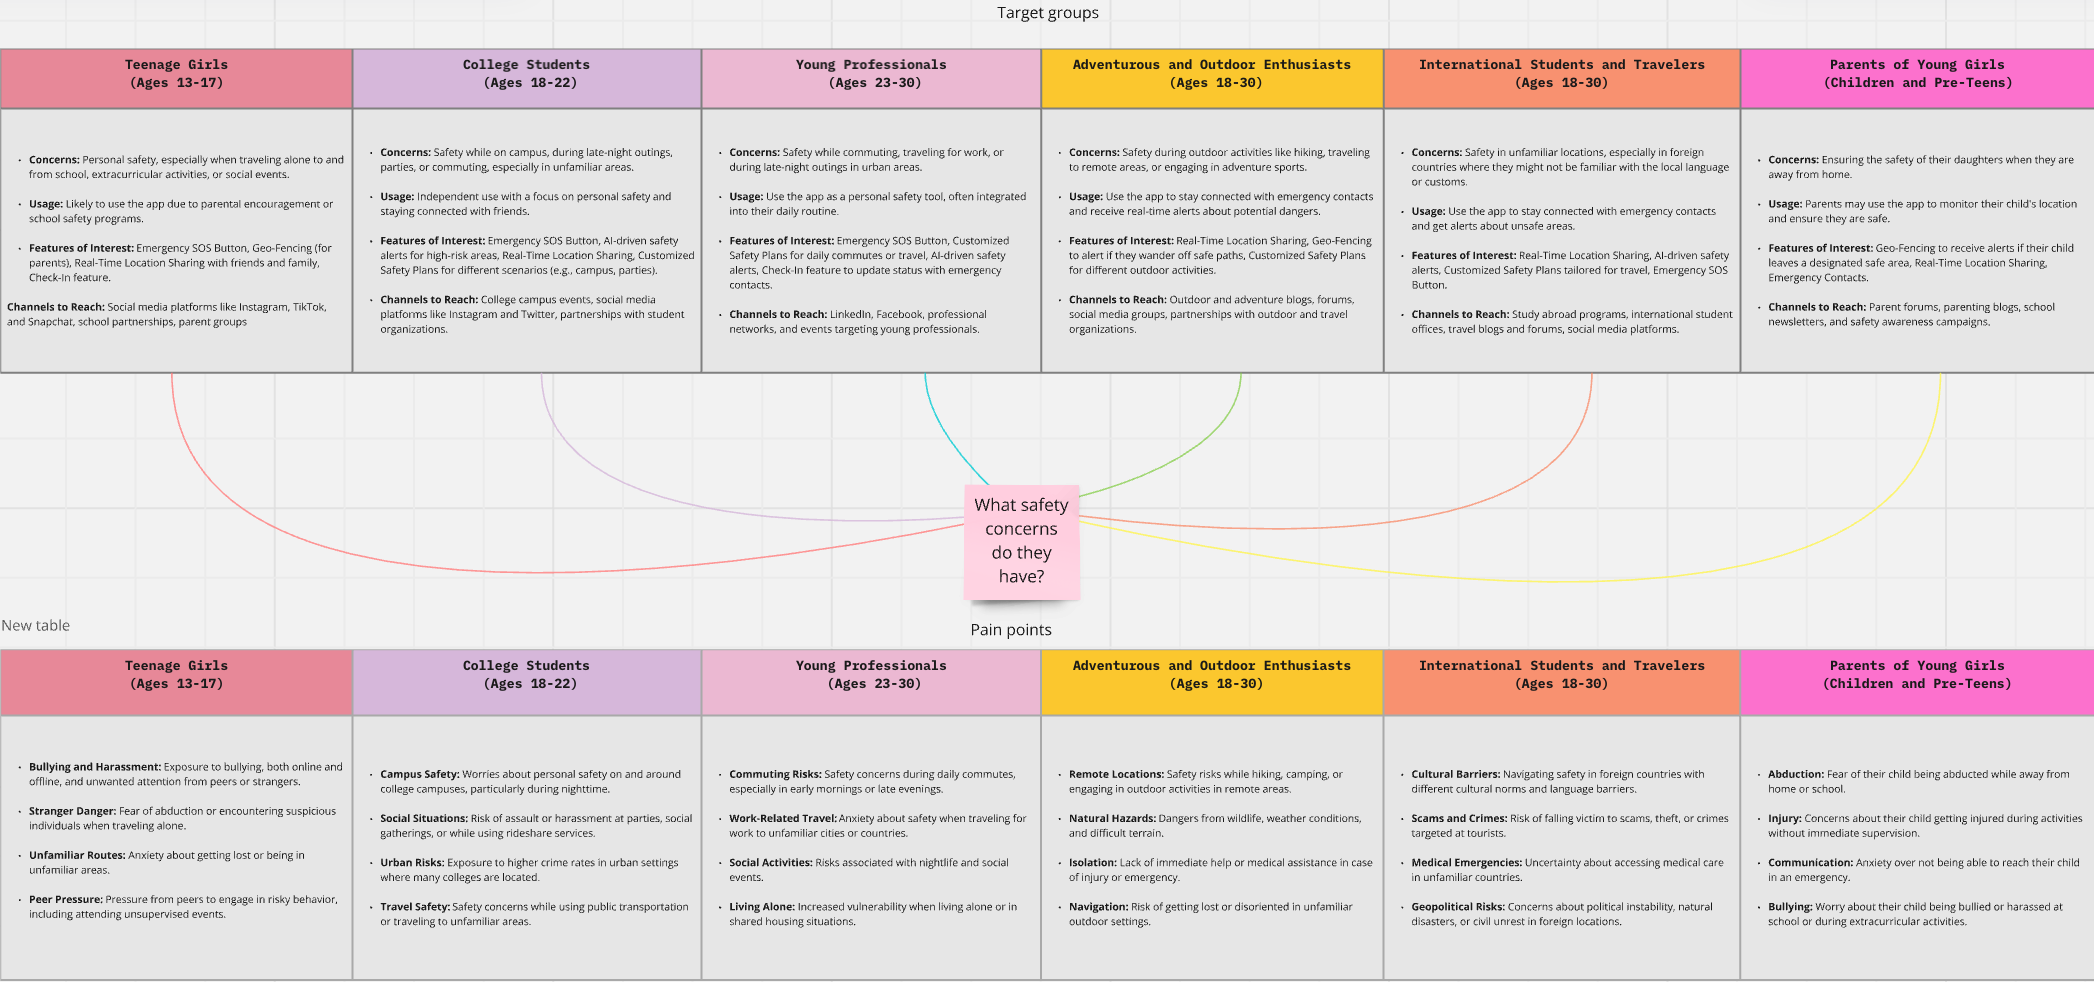 Target groups
Teenage Girls
(Ages 13-17)
College Students
(Ages 18-22)
Young Professionals
(Ages 23-30)
Adventurous and Outdoor Enthusiasts
(Ages 18-30)
International Students and Travelers
(Ages 18-30)
Parents of Young Girls
(Children and Pre-Teens)
• Concerns: Personal safety, especially when traveling alone to and
from school, extracurricular activities, or social events.
• Usage: Likely to use the app due to parental encouragement or
school safety programs.
• Features of Interest: Emergency SOS Button, Geo-Fencing (for
parents), Real-Time Location Sharing with friends and family,
Check-In feature.
Channels to Reach: Social media platforms like Instagram, TikTok,
and Snapchat, school partnerships, parent groups
• Concerns: Safety while on campus, during late-night outings,
parties, or commuting, especially in unfamiliar areas.
• Usage: Independent use with a focus on personal safety and
staying connected with friends.
• Features of Interest: Emergency SOS Button, AI-driven safety
alerts for high-risk areas, Real-Time Location Sharing, Customized
Safety Plans for different scenarios (e.g., campus, parties).
• Channels to Reach: College campus events, social media
platforms like Instagram and Twitter, partnerships with student
organizations.
• Concerns: Safety while commuting, traveling for work, or
during late-night outings in urban areas.
• Usage: Use the app as a personal safety tool, often integrated
into their daily routine.
• Features of Interest: Emergency SOS Button, Customized
Safety Plans for daily commutes or travel, AI-driven safety
alerts, Check-In feature to update status with emergency
contacts.
• Channels to Reach: LinkedIn, Facebook, professional
networks, and events targeting young professionals.
• Concerns: Safety during outdoor activities like hiking, traveling
to remote areas, or engaging in adventure sports.
• Usage: Use the app to stay connected with emergency contacts
and receive real-time alerts about potential dangers.
• Features of Interest: Real-Time Location Sharing, Geo-Fencing
to alert if they wander off safe paths, Customized Safety Plans
for different outdoor activities.
• Channels to Reach: Outdoor and adventure blogs, forums,
social media groups, partnerships with outdoor and travel
organizations.
• Concerns: Safety in unfamiliar locations, especially in foreign
countries where they might not be familiar with the local language
or customs.
• Usage: Use the app to stay connected with emergency contacts
and get alerts about unsafe areas.
• Features of Interest: Real-Time Location Sharing, AI-driven safety
alerts, Customized Safety Plans tailored for travel, Emergency SOS
Button.
• Channels to Reach: Study abroad programs, international student
offices, travel blogs and forums, social media platforms.
• Concerns: Ensuring the safety of their daughters when they are
away from home.
• Usage: Parents may use the app to monitor their child's location
and ensure they are safe.
• Features of Interest: Geo-Fencing to receive alerts if their child
leaves a designated safe area, Real-Time Location Sharing,
Emergency Contacts.
• Channels to Reach: Parent forums, parenting blogs, school
newsletters, and safety awareness campaigns.
What safety
concerns
do they
have?
New table
Pain points
Teenage Girls
(Ages 13-17)
College Students
(Ages 18-22)
Young Professionals
(Ages 23-30)
Adventurous and Outdoor Enthusiasts
(Ages 18-30)
International Students and Travelers
(Ages 18-30)
Parents of Young Girls
(Children and Pre-Teens)
• Bullying and Harassment: Exposure to bullying, both online and
offline, and unwanted attention from peers or strangers.
• Stranger Danger: Fear of abduction or encountering suspicious
individuals when traveling alone.
• Unfamiliar Routes: Anxiety about getting lost or being in
unfamiliar areas.
• Peer Pressure: Pressure from peers to engage in risky behavior,
including attending unsupervised events.
• Campus Safety: Worries about personal safety on and around
college campuses, particularly during nighttime.
• Social Situations: Risk of assault or harassment at parties, social
gatherings, or while using rideshare services.
• Urban Risks: Exposure to higher crime rates in urban settings
where many colleges are located.
• Travel Safety: Safety concerns while using public transportation
or traveling to unfamiliar areas.
• Commuting Risks: Safety concerns during daily commutes,
especially in early mornings or late evenings.
• Work-Related Travel: Anxiety about safety when traveling for
work to unfamiliar cities or countries.
• Social Activities: Risks associated with nightlife and social
events.
• Living Alone: Increased vulnerability when living alone or in
shared housing situations.
• Remote Locations: Safety risks while hiking, camping, or
engaging in outdoor activities in remote areas.
• Natural Hazards: Dangers from wildlife, weather conditions,
and difficult terrain.
• Isolation: Lack of immediate help or medical assistance in case
of injury or emergency.
• Navigation: Risk of getting lost or disoriented in unfamiliar
outdoor settings.
• Cultural Barriers: Navigating safety in foreign countries with
different cultural norms and language barriers.
• Scams and Crimes: Risk of falling victim to scams, theft, or crimes
targeted at tourists.
• Medical Emergencies: Uncertainty about accessing medical care
in unfamiliar countries.
• Geopolitical Risks: Concerns about political instability, natural
disasters, or civil unrest in foreign locations.
• Abduction: Fear of their child being abducted while away from
home or school.
• Injury: Concerns about their child getting injured during activities
without immediate supervision.
• Communication: Anxiety over not being able to reach their child
in an emergency.
• Bullying: Worry about their child being bullied or harassed at
school or during extracurricular activities.